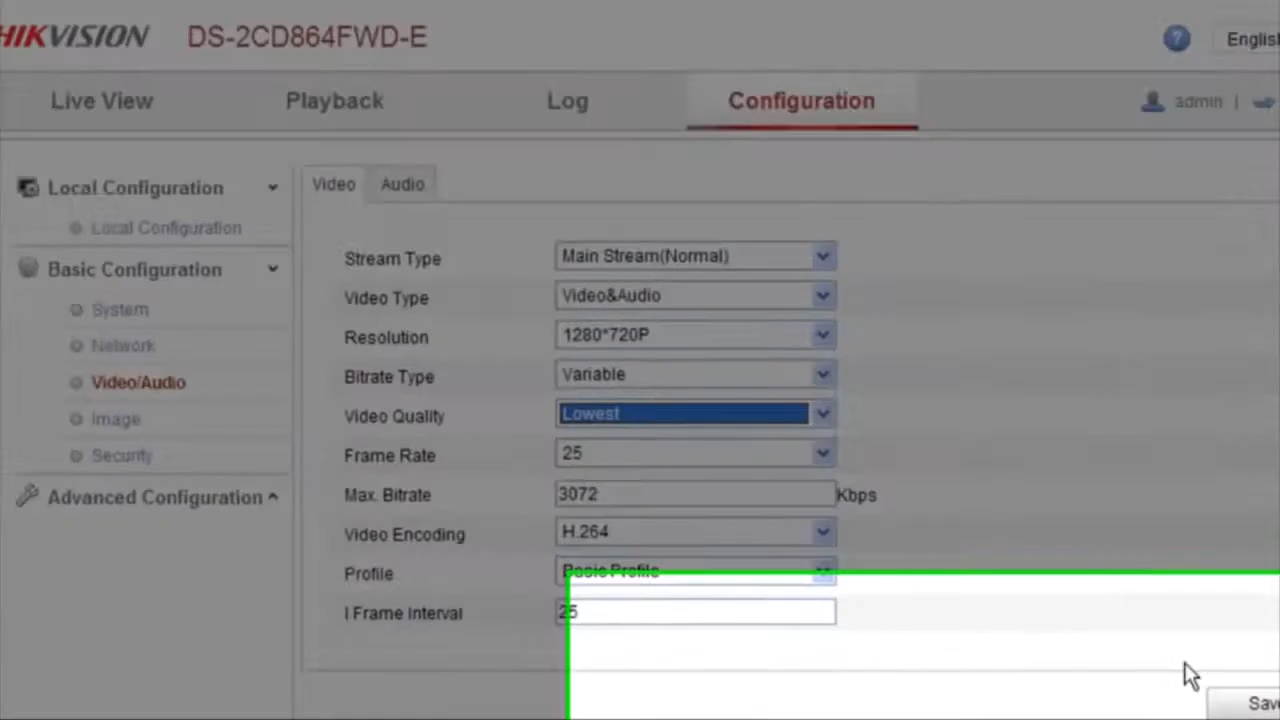 HIKVISION DS-2CD864FWD-E English
Live View Playback Log Configuration admin |
Local Configuration
Local Configuration
Basic Configuration
System
Network
Video/Audio
Image
Security
Advanced Configuration
Video Audio
Stream Type Main Stream(Normal)
Video Type Video&Audio
Resolution 1280*720P
Bitrate Type Variable
Video Quality Lowest
Frame Rate 25
Max. Bitrate 3072 Kbps
Video Encoding H.264
Profile Basic Profile
I Frame Interval 25
Save